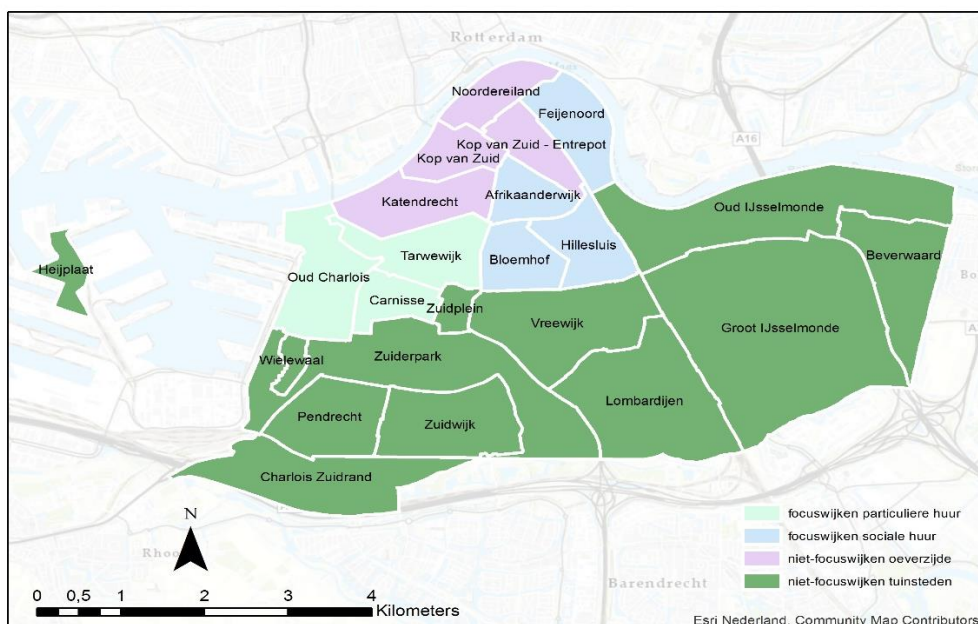 Rotterdam
Noordereiland
Feijenoord
Kop van Zuid - Entrepot
Kop van Zuid
A16
Afrikaanderwijk
Katendrecht
Oud IJsselmonde
Hillesluis
Tarwewijk
Beverwaard
Bloemhof
Heijplaat
Oud Charlois
Carnisse
Zuidplein
Vreewijk
Groot IJsselmonde
Wielewaal
Zuiderpark
Lombardijen
Pendrecht
Zuidwijk
Charlois Zuidrand
N
focuswijken particuliere huur
focuswijken sociale huur
niet-focuswijken oeverzijde
niet-focuswijken tuinsteden
Rhoo
Barendrecht
0 0,5 1 2 3 4
Kilometers
Esri Nederland, Community Map Contributors